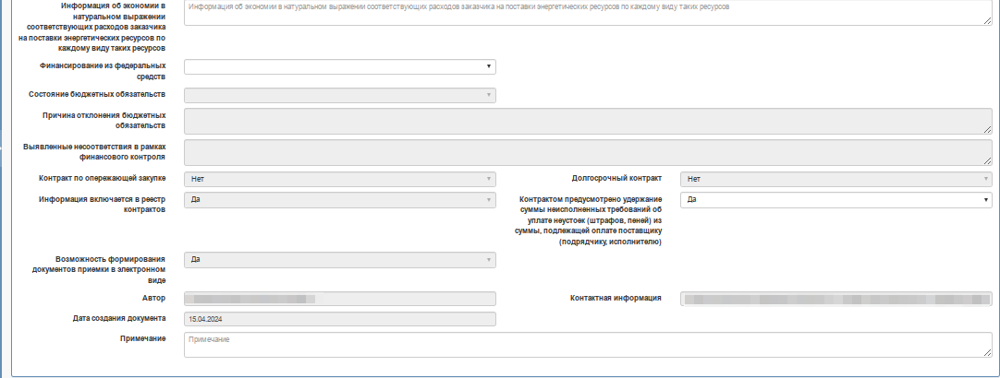 Информация об экономии в
натуральном выражении
соответствующих расходов заказчика
на поставки энергетических ресурсов по
каждому виду таких ресурсов
Информация об экономии в натуральном выражении соответствующих расходов заказчика на поставки энергетических ресурсов по каждому виду таких ресурсов
Финансирование из федеральных
средств
Состояние бюджетных обязательств
Причина отклонения бюджетных
обязательств
Выявленные несоответствия в рамках
финансового контроля
Контракт по опережающей закупке
Нет
Долгосрочный контракт
Нет
Информация включается в реестр
контрактов
Да
Контрактом предусмотрено удержание
суммы неисполненных требований об
уплате неустоек (штрафов, пеней) из
суммы, подлежащей оплате поставщику
(подрядчику, исполнителю)
Да
Возможность формирования
документов приемки в электронном
виде
Да
Автор
Контактная информация
Дата создания документа
15.04.2024
Примечание
Примечание